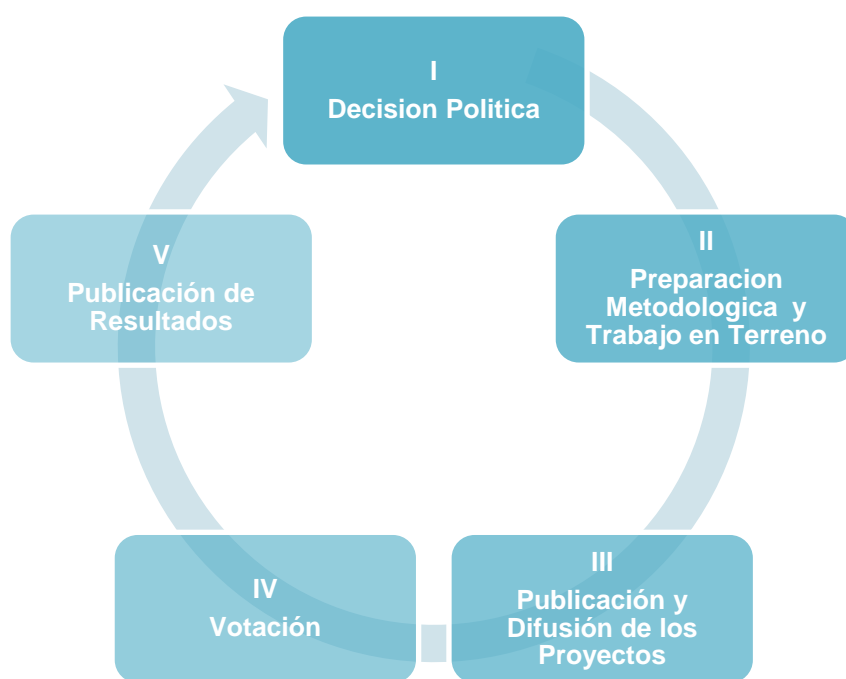 I
Decision Politica
II
Preparacion
Metodologica y
Trabajo en Terreno
III
Publicación y
Difusión de los
Proyectos
IV
Votación
V
Publicación de
Resultados